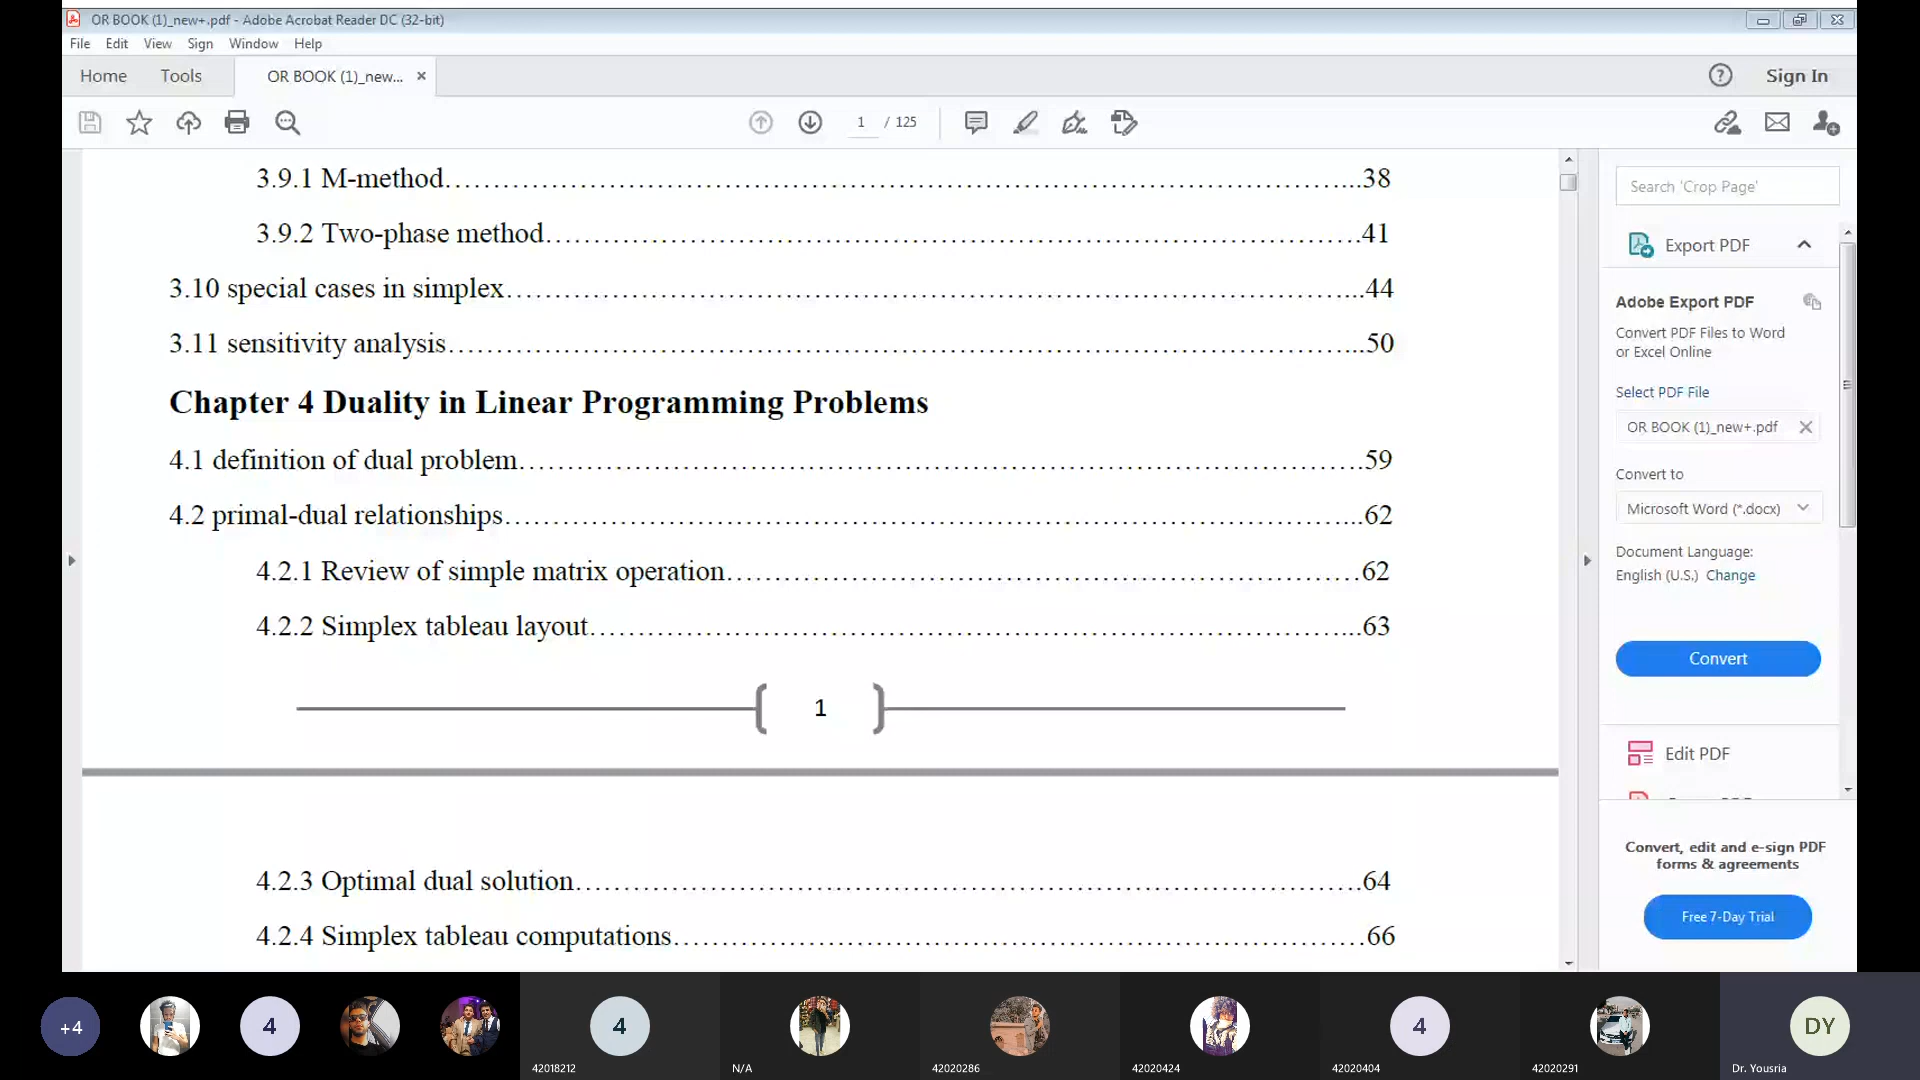 OR BOOK (1)_new+.pdf - Adobe Acrobat Reader DC (32-bit)
File Edit View Sign Window Help
Home Tools OR BOOK (1)_new... × Sign In
1 / 125
3.9.1 M-method……………………………………………………………………………………...38
3.9.2 Two-phase method……………………………………………………………………………41
3.10 special cases in simplex…………………………………………………………………………...44
3.11 sensitivity analysis………………………………………………………………………………...50
Chapter 4 Duality in Linear Programming Problems
4.1 definition of dual problem…………………………………………………………………………59
4.2 primal-dual relationships…………………………………………………………………………...62
4.2.1 Review of simple matrix operation……………………………………………………………62
4.2.2 Simplex tableau layout………………………………………………………………………...63
1
4.2.3 Optimal dual solution…………………………………………………………………………64
4.2.4 Simplex tableau computations…………………………………………………………………66
Search 'Crop Page'
Export PDF
Adobe Export PDF
Convert PDF Files to Word
or Excel Online
Select PDF File
OR BOOK (1)_new+.pdf
Convert to
Microsoft Word (*.docx)
Document Language:
English (U.S.) Change
Convert
Edit PDF
Convert, edit and e-sign PDF
forms & agreements
Free 7-Day Trial
+4 4 4 4 DY
42018212 N/A 42020286 42020424 42020404 42020291 Dr. Yousria